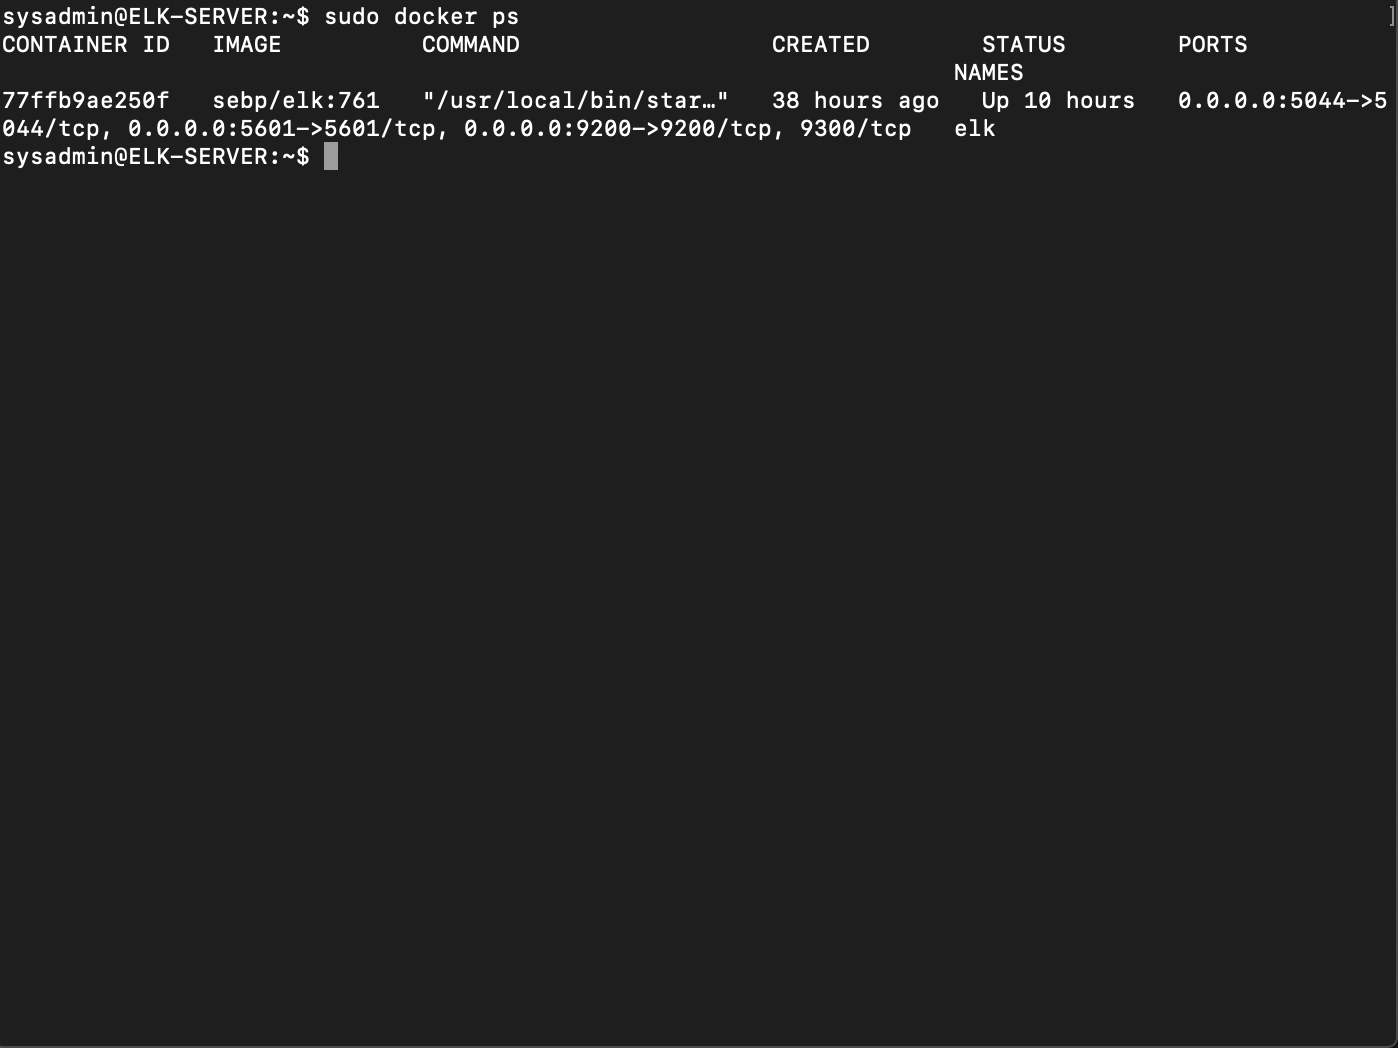 sysadmin@ELK-SERVER:~$ sudo docker ps
CONTAINER ID   IMAGE          COMMAND                  CREATED        STATUS        PORTS
                                                                    NAMES
77ffb9ae250f   sebp/elk:761   "/usr/local/bin/star…"   38 hours ago   Up 10 hours   0.0.0.0:5044->5
044/tcp, 0.0.0.0:5601->5601/tcp, 0.0.0.0:9200->9200/tcp, 9300/tcp   elk
sysadmin@ELK-SERVER:~$